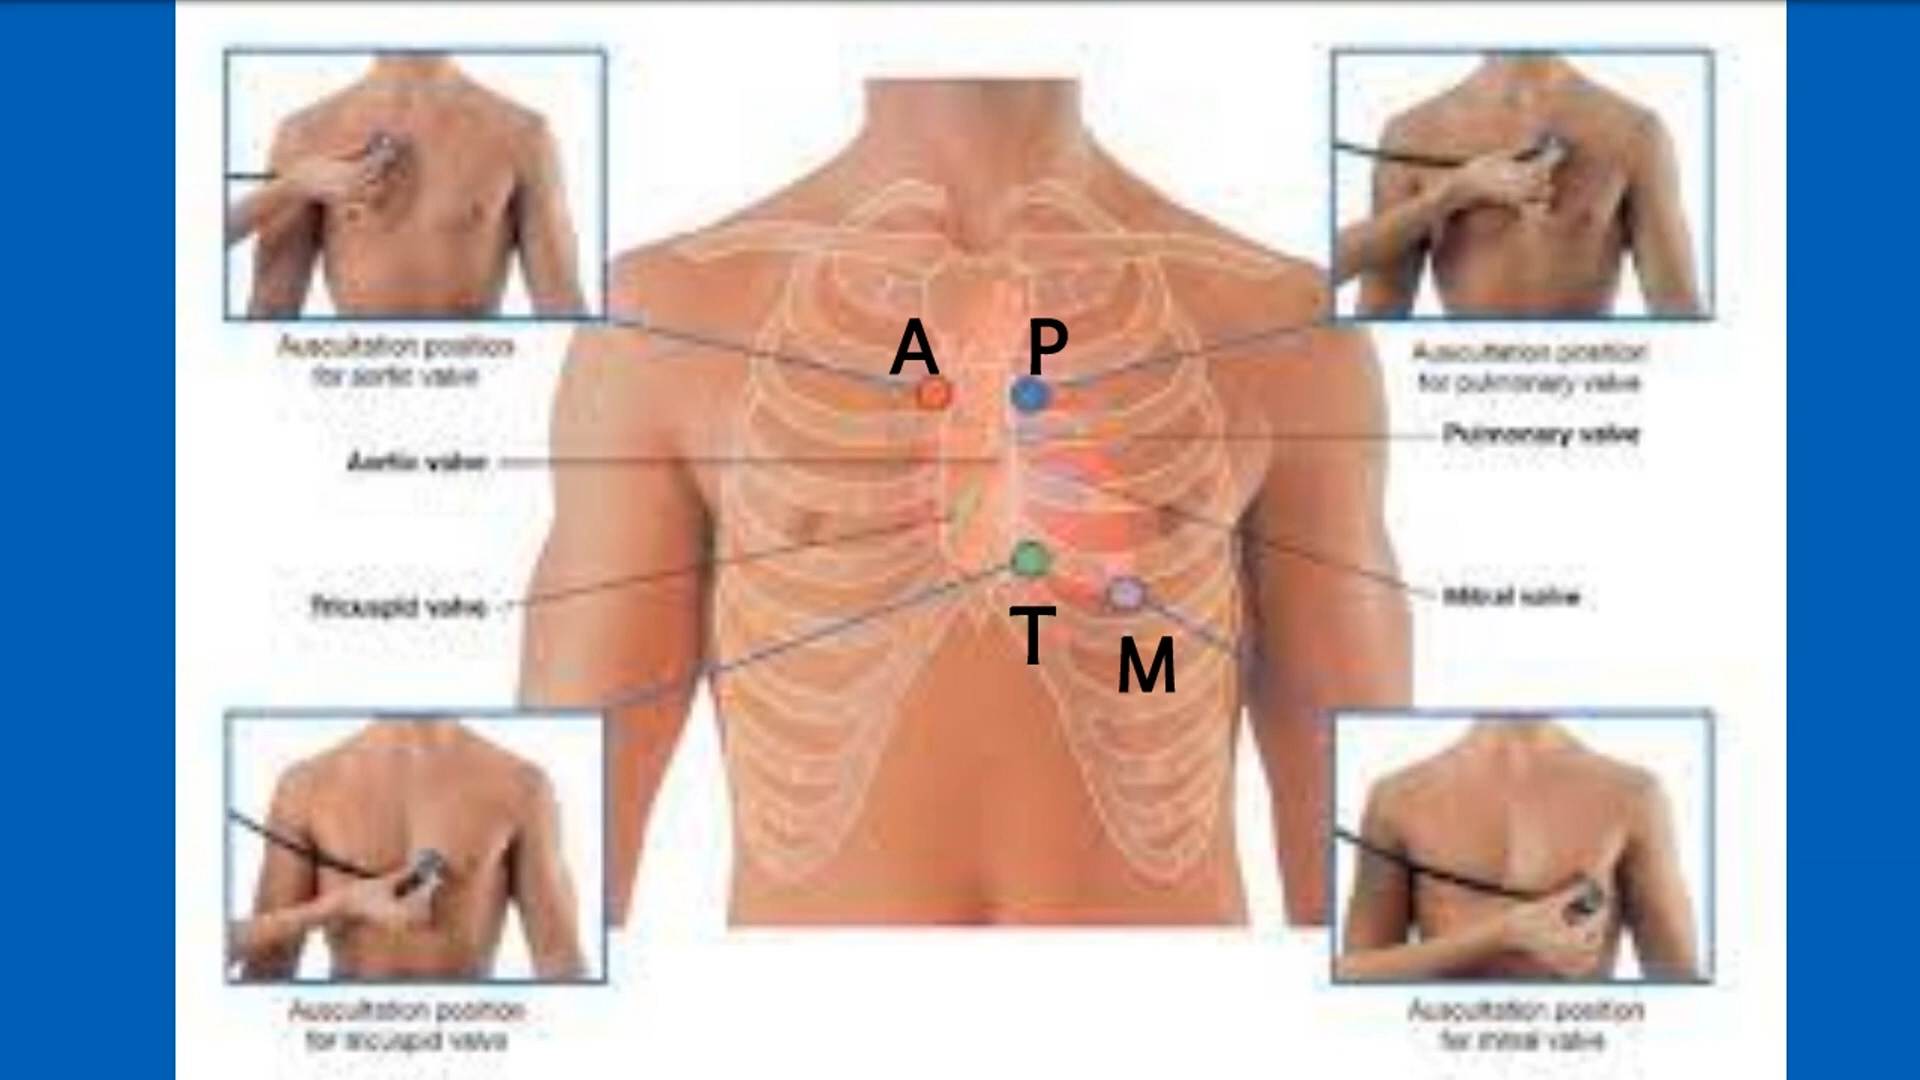 Auscultation position
for aortic valve
Auscultation position
for pulmonary valve
A
P
Pulmonary valve
Aortic valve
Tricuspid valve
Mitral valve
T
M
Auscultation position
for tricuspid valve
Auscultation position
for mitral valve